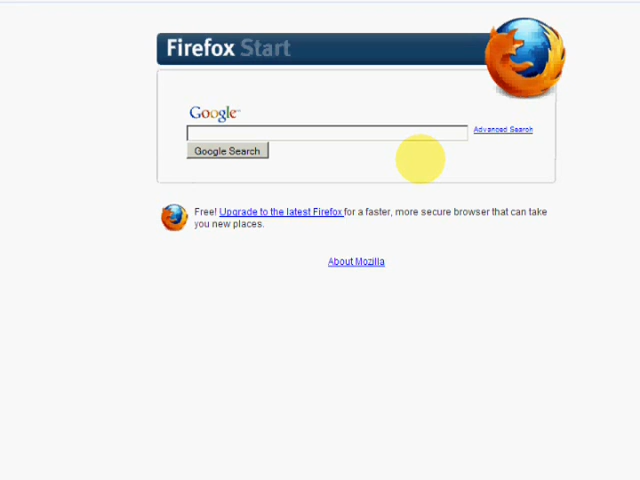 Firefox Start
Google™
Advanced Search
Google Search
Free! Upgrade to the latest Firefox for a faster, more secure browser that can take
you new places.
About Mozilla